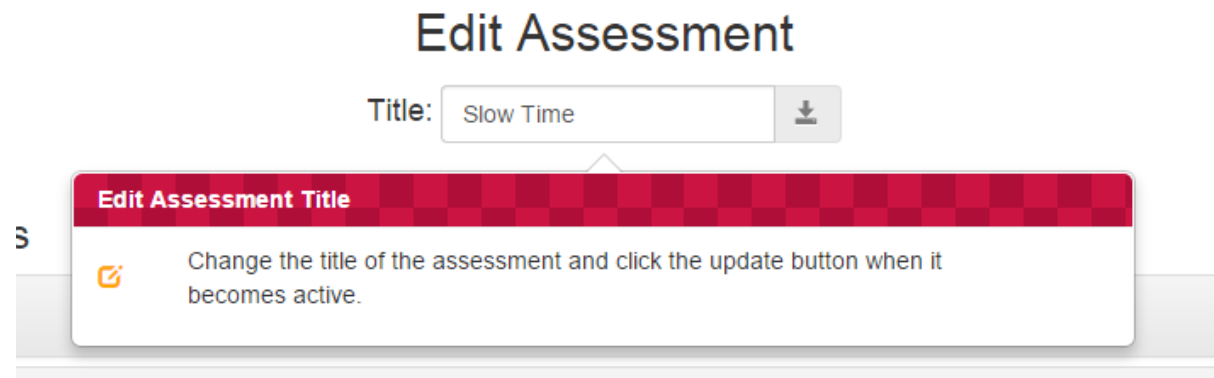 Edit Assessment
Title: Slow Time
Edit Assessment Title
s
Change the title of the assessment and click the update button when it
becomes active.